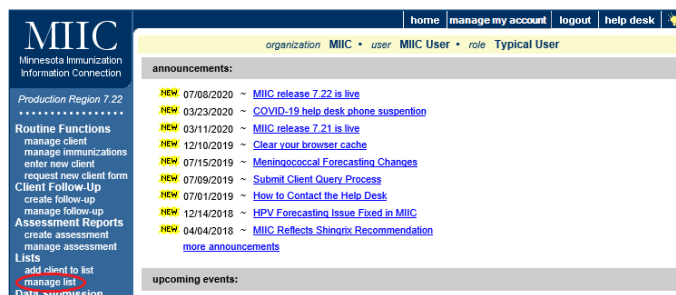 home manage my account logout help desk
MIIC
Minnesota Immunization
Information Connection
organization MIIC • user MIIC User • role Typical User
announcements:
Production Region 7.22
NEW 07/08/2020 ~ MIIC release 7.22 is live
NEW 03/23/2020 ~ COVID-19 help desk phone suspention
NEW 03/11/2020 ~ MIIC release 7.21 is live
NEW 12/10/2019 ~ Clear your browser cache
NEW 07/15/2019 ~ Meningococcal Forecasting Changes
NEW 07/09/2019 ~ Submit Client Query Process
NEW 07/01/2019 ~ How to Contact the Help Desk
NEW 12/14/2018 ~ HPV Forecasting Issue Fixed in MIIC
NEW 04/04/2018 ~ MIIC Reflects Shingrix Recommendation
more announcements
upcoming events:
Routine Functions
manage client
manage immunizations
enter new client
request new client form
Client Follow-Up
create follow-up
manage follow-up
Assessment Reports
create assessment
manage assessment
Lists
add client to list
manage list
Data Submission